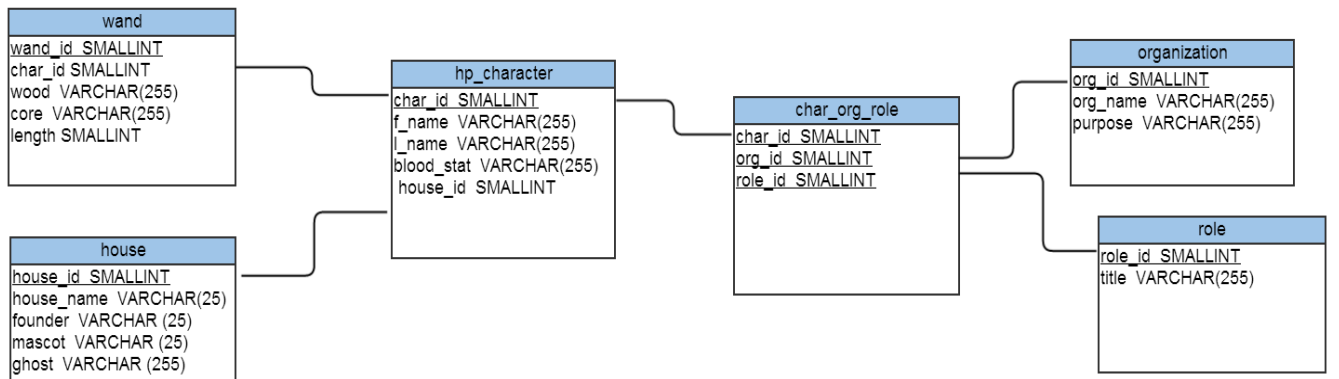 wand
wand_id SMALLINT
char_id SMALLINT
wood VARCHAR(255)
core VARCHAR(255)
length SMALLINT
house
house_id SMALLINT
house_name VARCHAR(25)
founder VARCHAR (25)
mascot VARCHAR (25)
ghost VARCHAR (255)
hp_character
char_id SMALLINT
f_name VARCHAR(255)
l_name VARCHAR(255)
blood_stat VARCHAR(255)
house_id SMALLINT
char_org_role
char_id SMALLINT
org_id SMALLINT
role_id SMALLINT
organization
org_id SMALLINT
org_name VARCHAR(255)
purpose VARCHAR(255)
role
role_id SMALLINT
title VARCHAR(255)